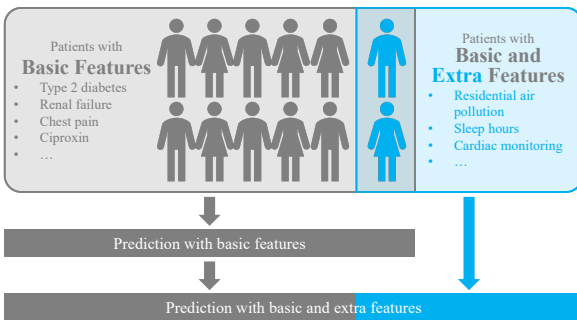 Patients with
Basic Features
• Type 2 diabetes
• Renal failure
• Chest pain
• Ciproxin
• …
Patients with
Basic and
Extra Features
• Residential air
pollution
• Sleep hours
• Cardiac monitoring
• …
Prediction with basic features
Prediction with basic and extra features